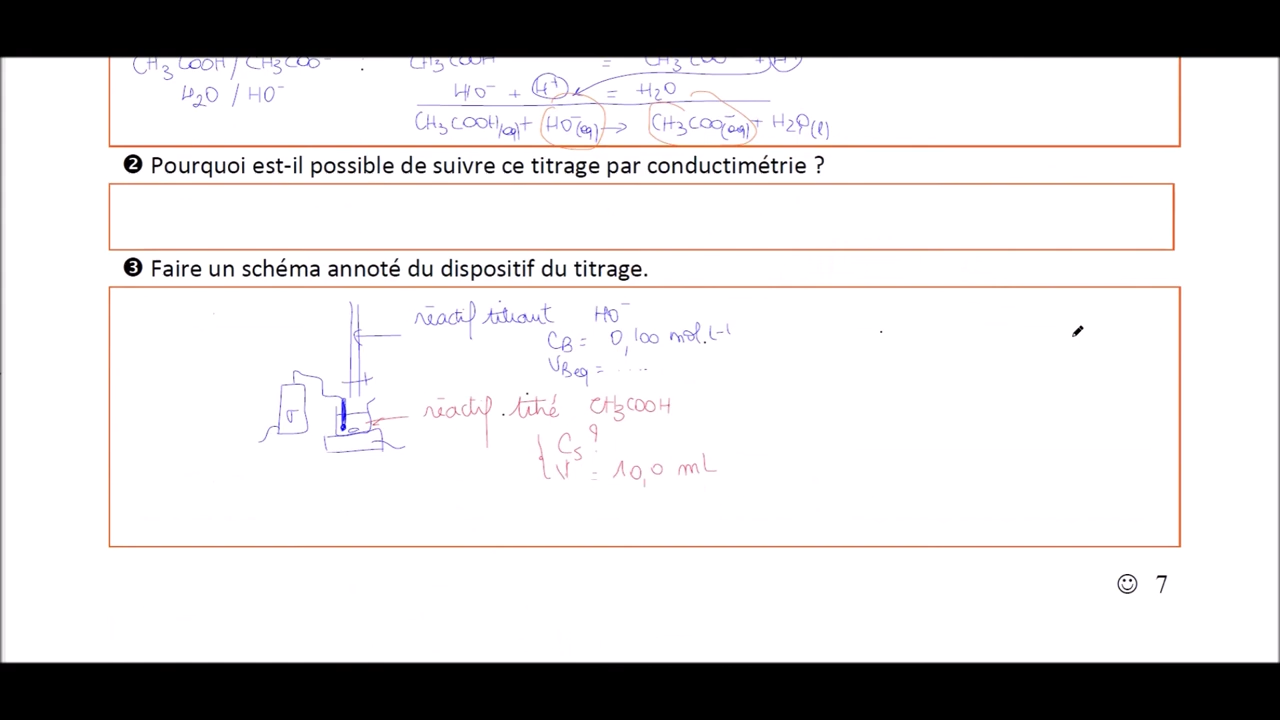 CH3COOH / CH3COO⁻ : CH3COOH = CH3COO⁻ + H⁺
H2O / HO⁻ HO⁻ + H⁺ = H2O
CH3COOH(aq) + HO⁻(aq) → CH3COO⁻(aq) + H2O(l)
❷ Pourquoi est-il possible de suivre ce titrage par conductimétrie ?
❸ Faire un schéma annoté du dispositif du titrage.
réactif titrant HO⁻
CB = 0,100 mol.L-1
VBeq = .....
σ
réactif titré CH3COOH
{ Cs ?
V = 10,0 mL
☺ 7